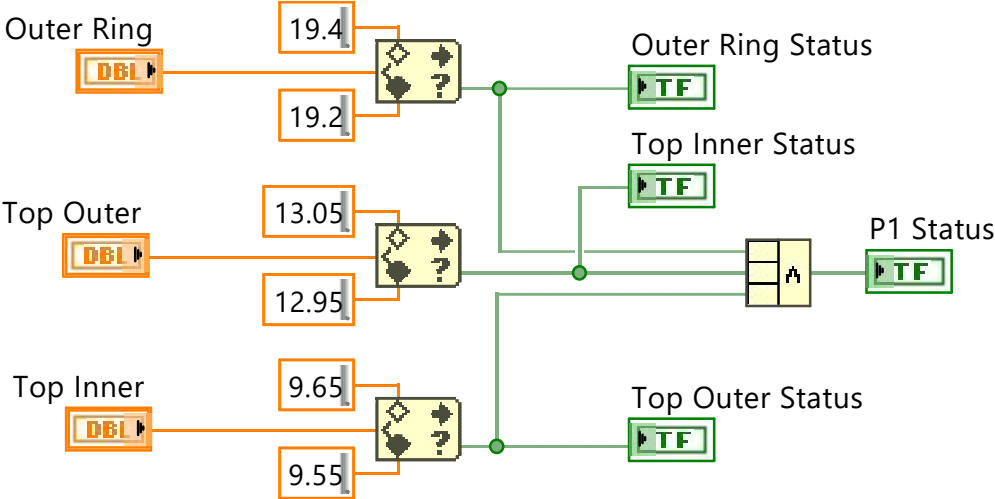 Outer Ring
DBL
19.4
19.2
Outer Ring Status
TF
Top Inner Status
TF
Top Outer
DBL
13.05
12.95
?
?
?
P1 Status
TF
Top Inner
DBL
9.65
9.55
Top Outer Status
TF